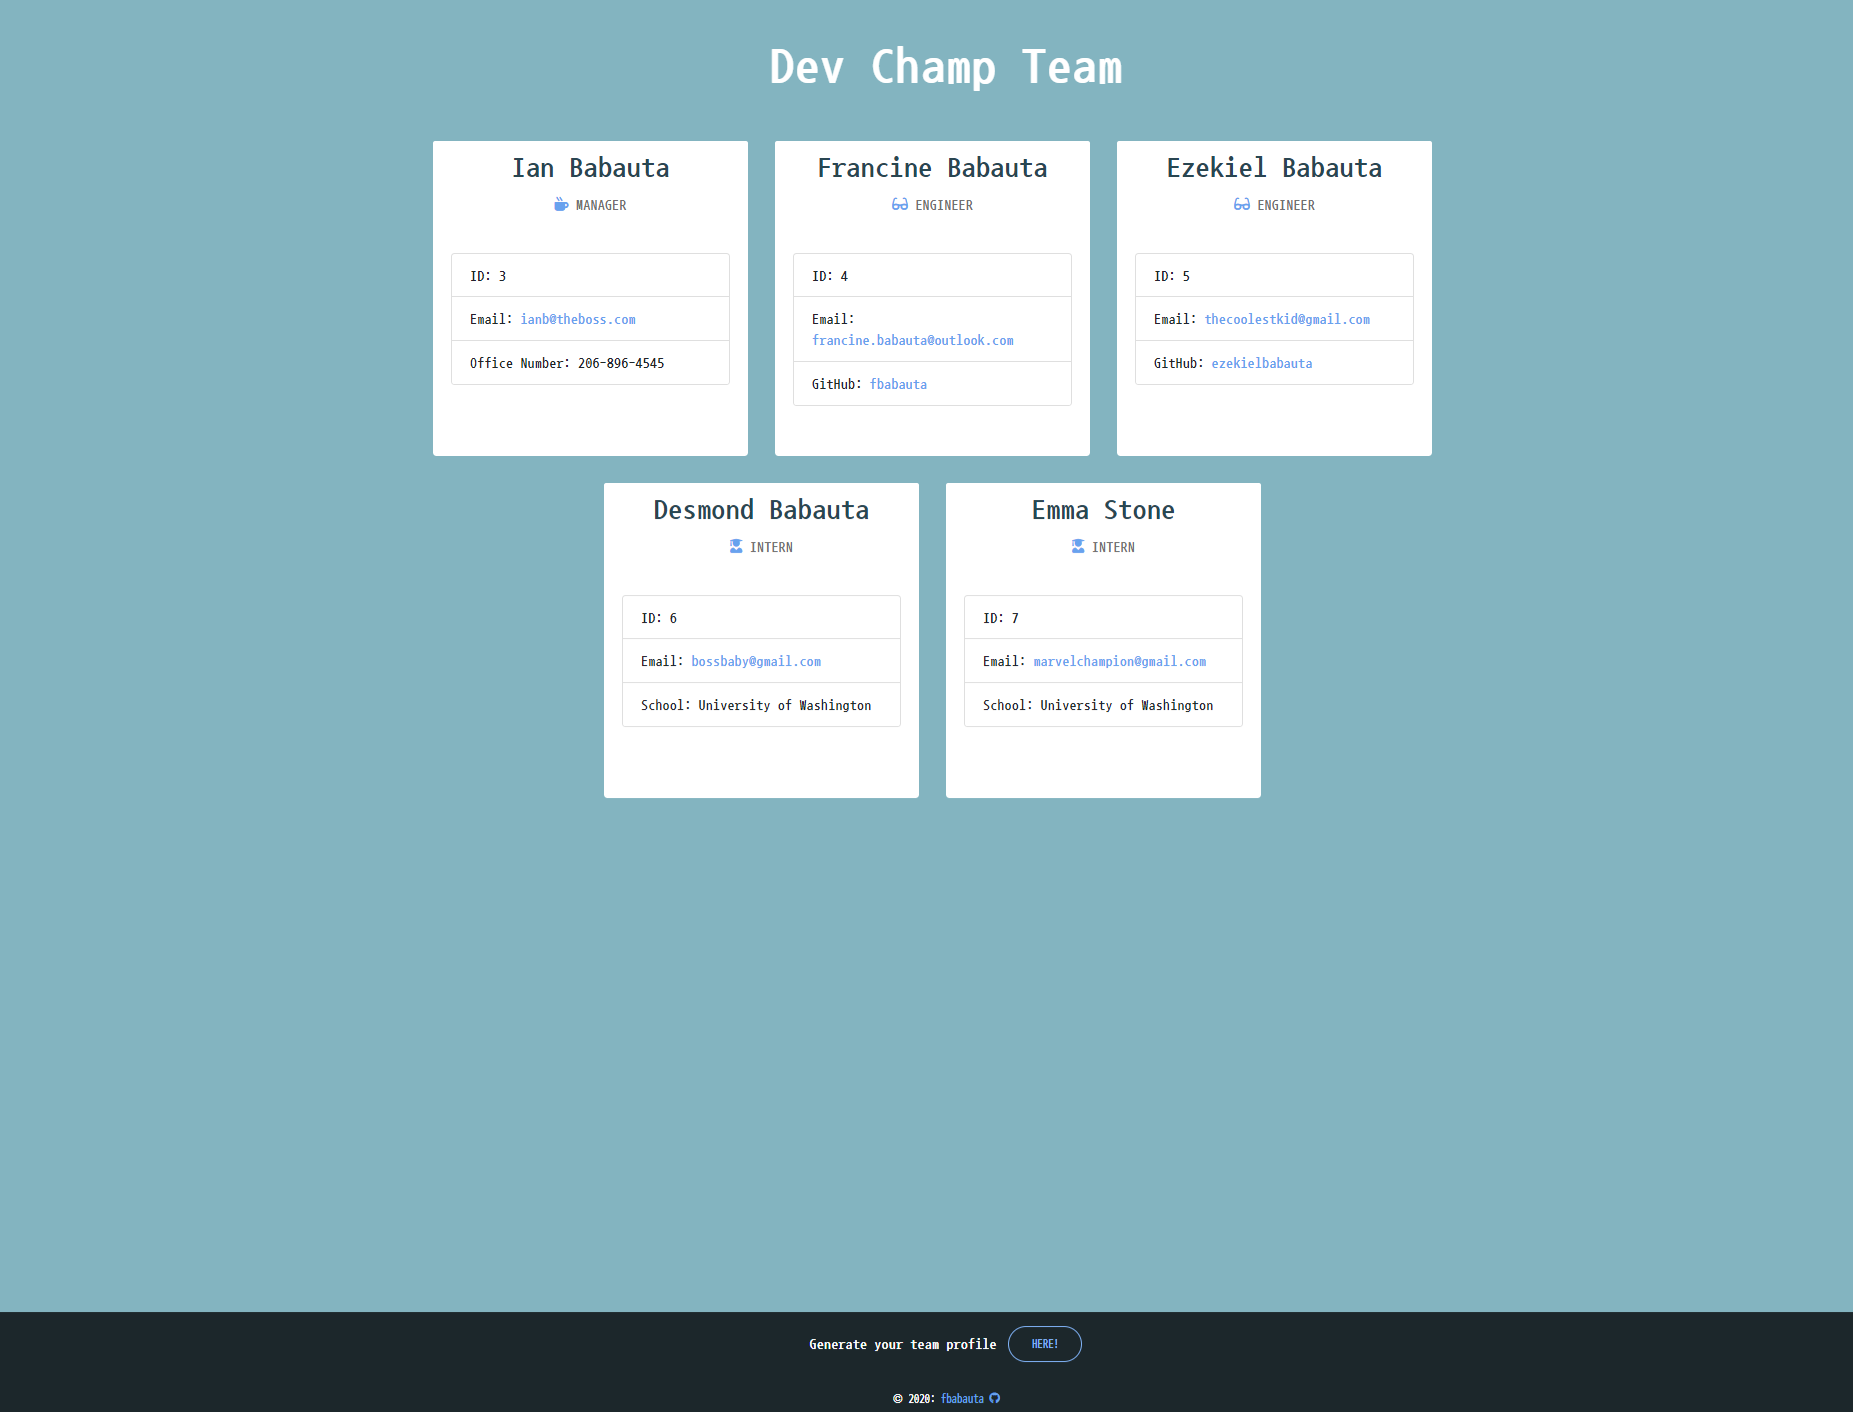 Dev Champ Team
Ian Babauta
MANAGER
ID: 3
Email: ianb@theboss.com
Office Number: 206-896-4545
Francine Babauta
ENGINEER
ID: 4
Email:
francine.babauta@outlook.com
GitHub: fbabauta
Ezekiel Babauta
ENGINEER
ID: 5
Email: thecoolestkid@gmail.com
GitHub: ezekielbabauta
Desmond Babauta
INTERN
ID: 6
Email: bossbaby@gmail.com
School: University of Washington
Emma Stone
INTERN
ID: 7
Email: marvelchampion@gmail.com
School: University of Washington
Generate your team profile HERE!
© 2020: fbabauta